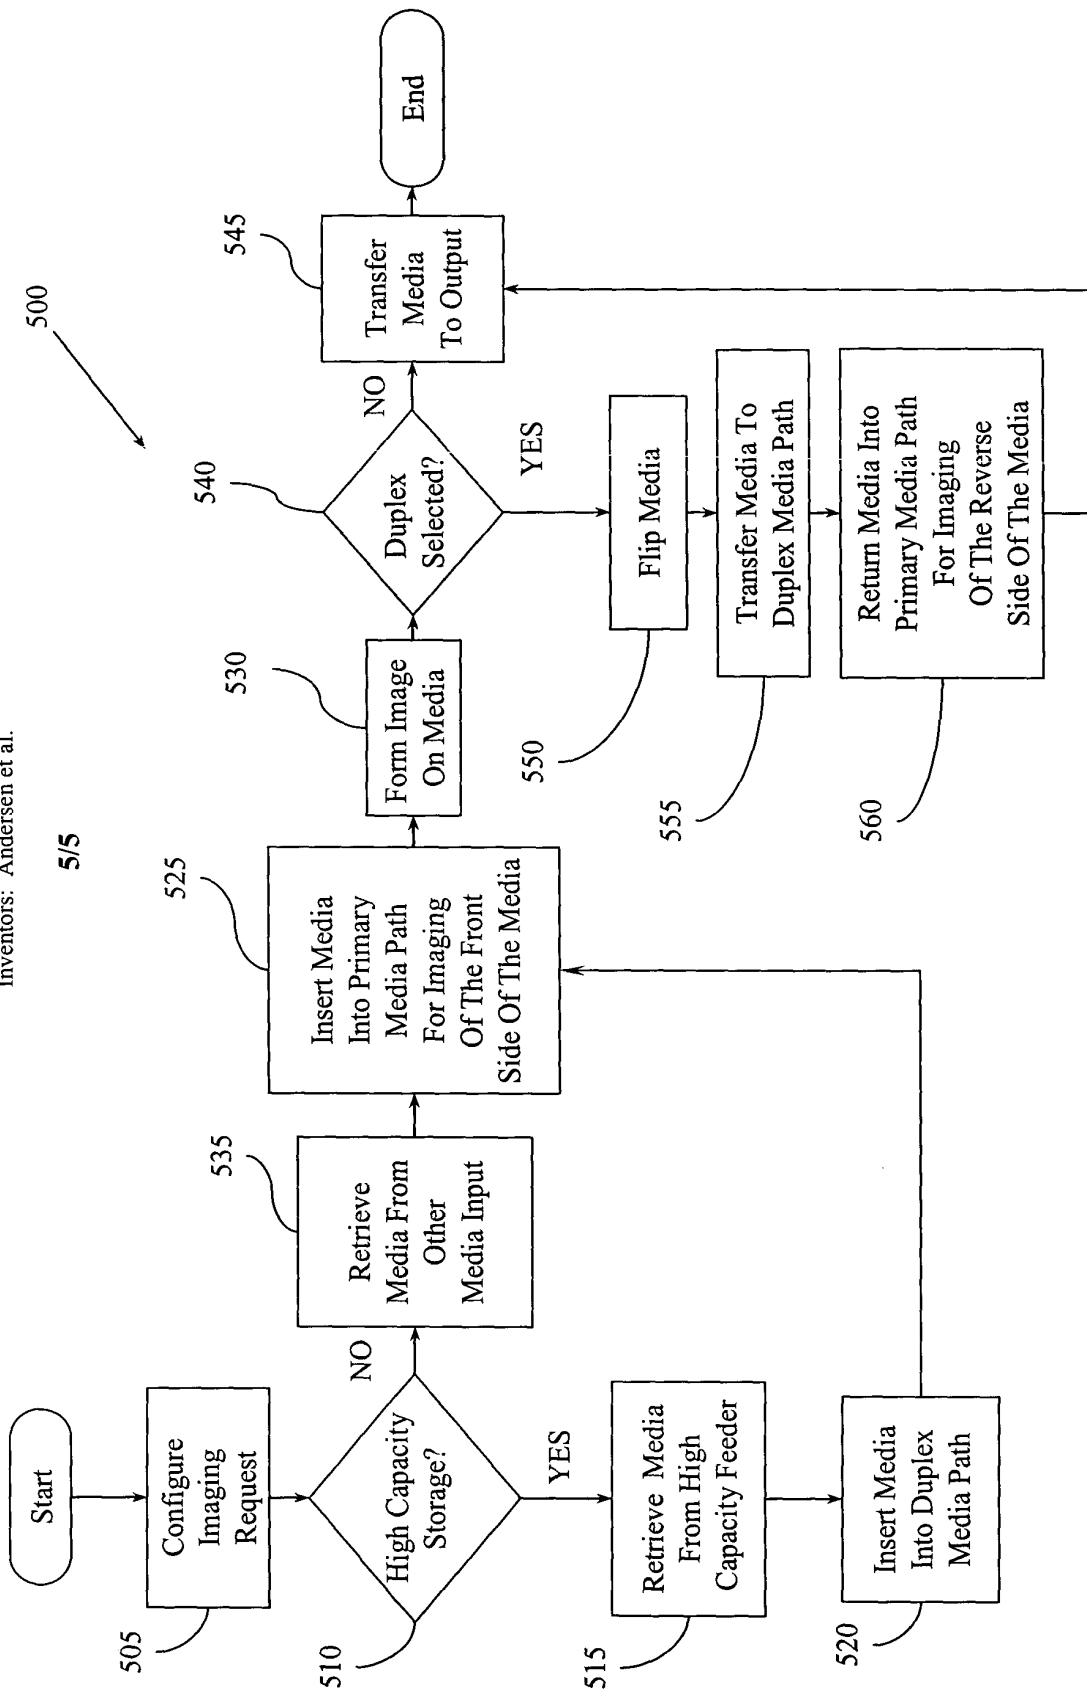 Inventors: Andersen et al.
5/5
500
Start
Configure
Imaging
Request
505
High Capacity
Storage?
510
NO
YES
Retrieve Media
From High
Capacity Feeder
515
Insert Media
Into Duplex
Media Path
520
Retrieve
Media From
Other
Media Input
535
Insert Media
Into Primary
Media Path
For Imaging
Of The Front
Side Of The Media
525
Form Image
On Media
530
Duplex
Selected?
540
NO
YES
Transfer
Media
To Output
545
End
Flip Media
550
Transfer Media To
Duplex Media Path
555
Return Media Into
Primary Media Path
For Imaging
Of The Reverse
Side Of The Media
560